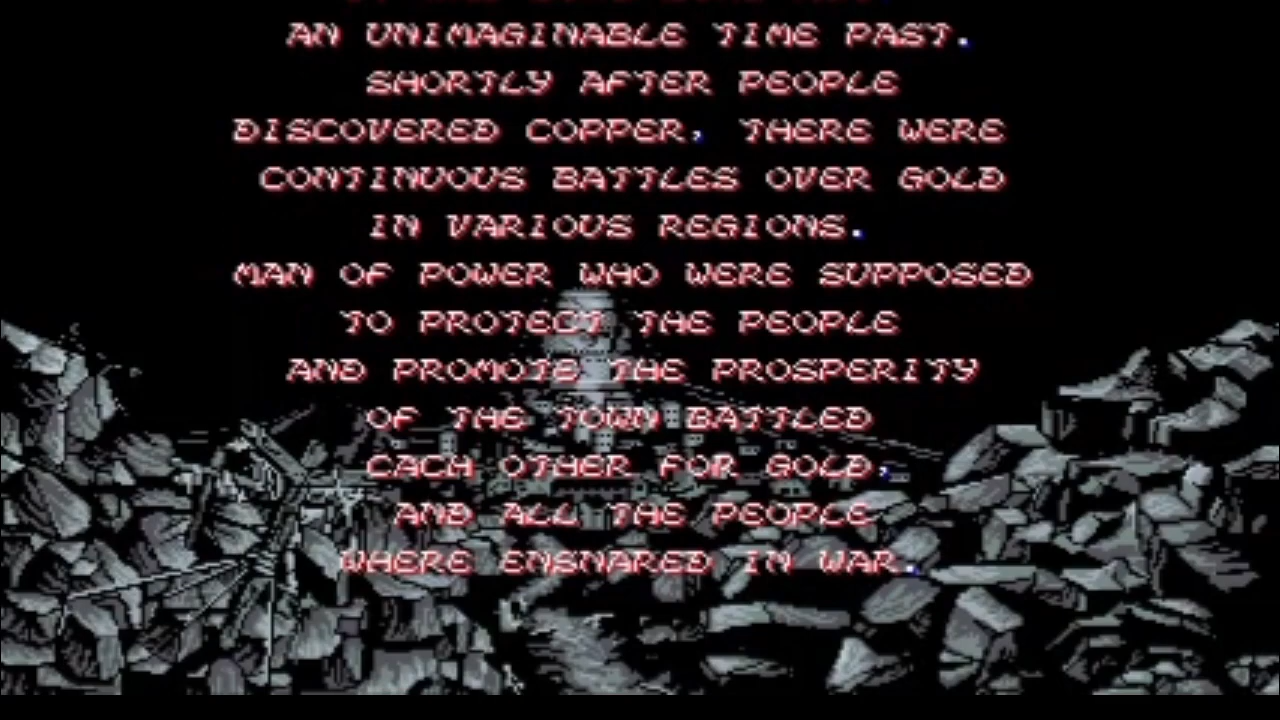 AN UNIMAGINABLE TIME PAST.
SHORTLY AFTER PEOPLE
DISCOVERED COPPER, THERE WERE
CONTINUOUS BATTLES OVER GOLD
IN VARIOUS REGIONS.
MAN OF POWER WHO WERE SUPPOSED
TO PROTECT THE PEOPLE
AND PROMOTE THE PROSPERITY
OF THE TOWN BATTLED
EACH OTHER FOR GOLD,
AND ALL THE PEOPLE
WHERE ENSNARED IN WAR.